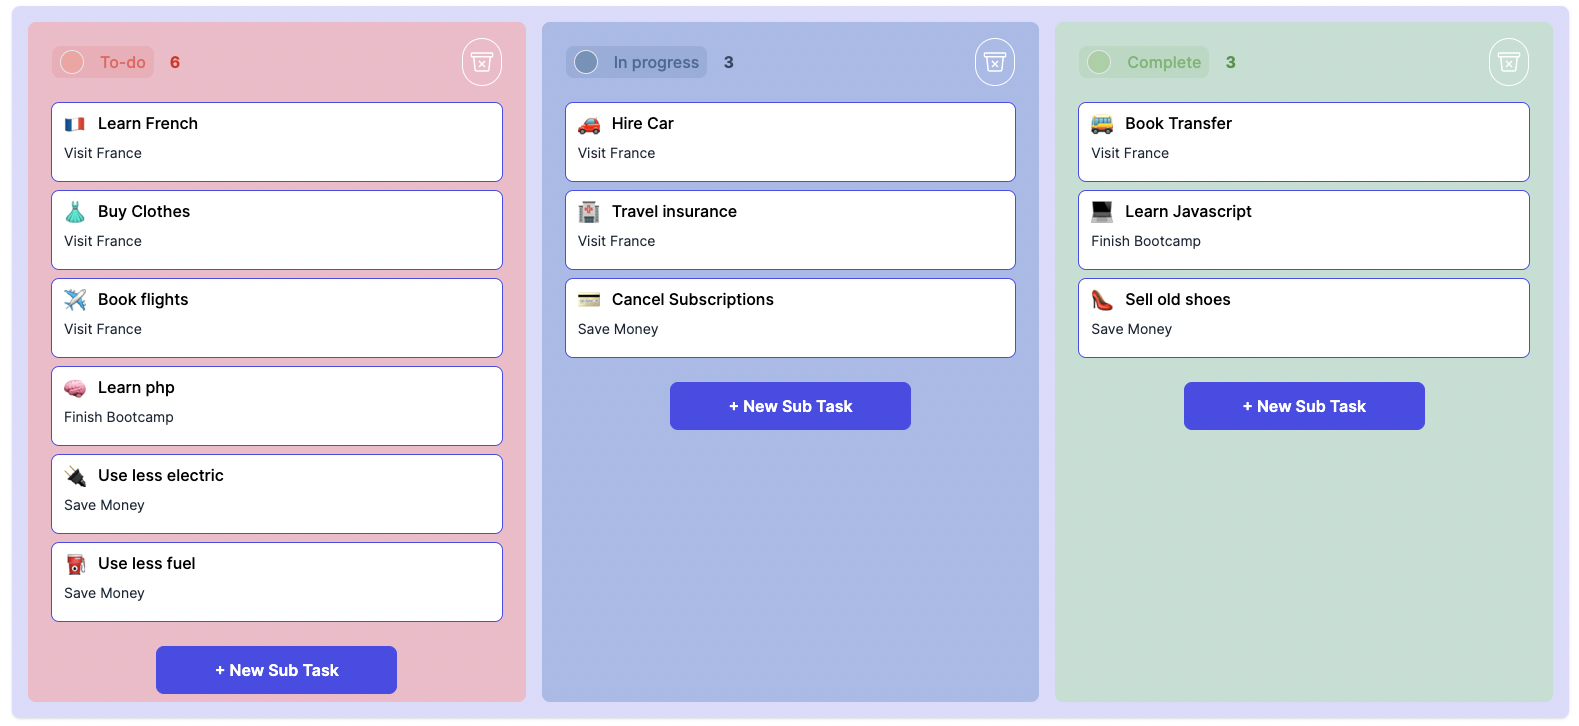 To-do 6
Learn French
Visit France
Buy Clothes
Visit France
Book flights
Visit France
Learn php
Finish Bootcamp
Use less electric
Save Money
Use less fuel
Save Money
+ New Sub Task
In progress 3
Hire Car
Visit France
Travel insurance
Visit France
Cancel Subscriptions
Save Money
+ New Sub Task
Complete 3
Book Transfer
Visit France
Learn Javascript
Finish Bootcamp
Sell old shoes
Save Money
+ New Sub Task